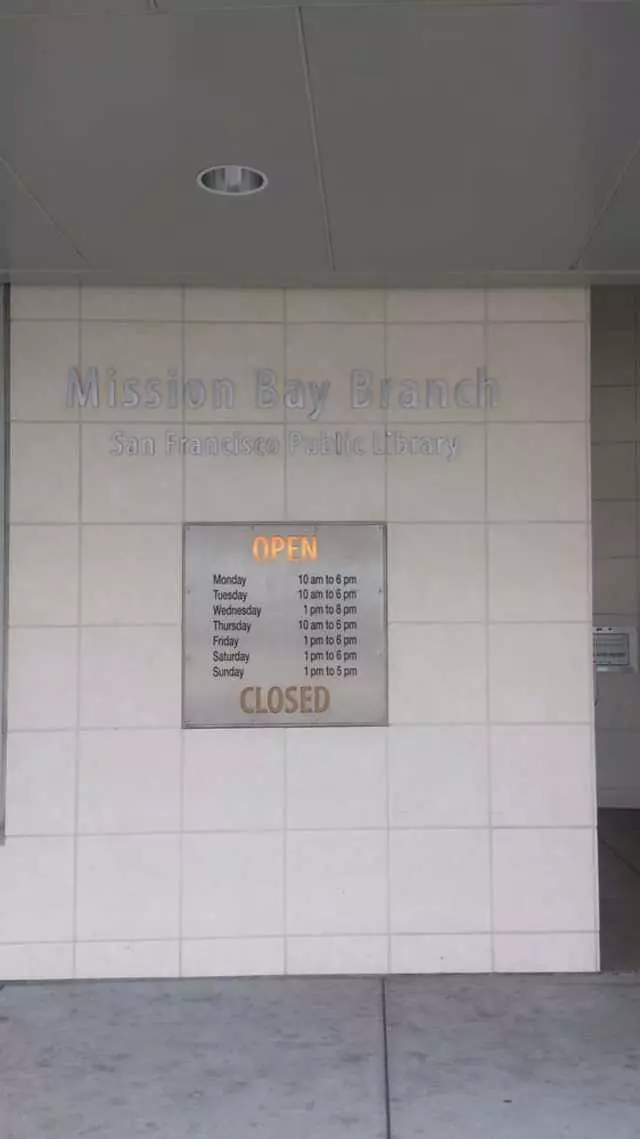 Mission Bay Branch
San Francisco Public Library
OPEN
Monday 10 am to 6 pm
Tuesday 10 am to 6 pm
Wednesday 1 pm to 8 pm
Thursday 10 am to 6 pm
Friday 1 pm to 6 pm
Saturday 1 pm to 6 pm
Sunday 1 pm to 5 pm
CLOSED